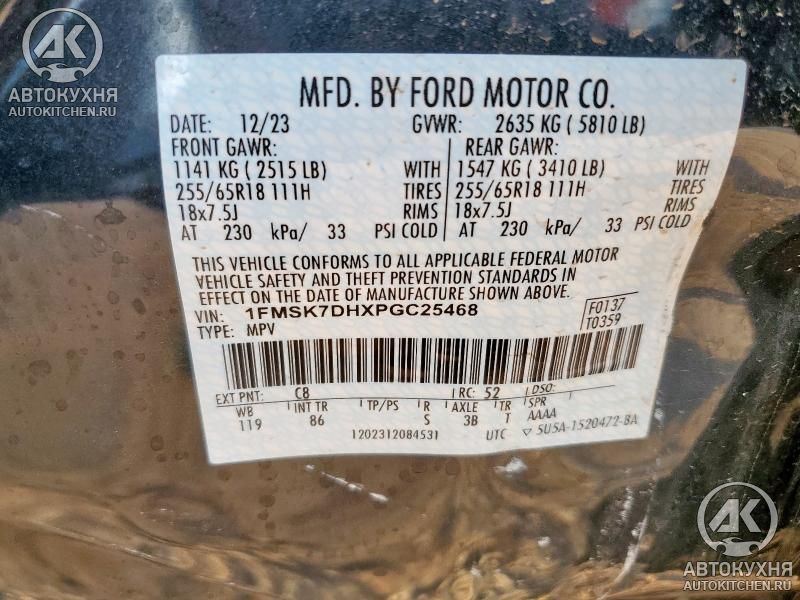 АК
АВТОКУХНЯ
AUTOKITCHEN.RU
MFD. BY FORD MOTOR CO.
DATE: 12/23 GVWR: 2635 KG ( 5810 LB)
FRONT GAWR: REAR GAWR:
1141 KG ( 2515 LB) WITH 1547 KG ( 3410 LB) WITH
255/65R18 111H TIRES 255/65R18 111H TIRES
18x7.5J RIMS 18x7.5J RIMS
AT 230 kPa/ 33 PSI COLD AT 230 kPa/ 33 PSI COLD
THIS VEHICLE CONFORMS TO ALL APPLICABLE FEDERAL MOTOR
VEHICLE SAFETY AND THEFT PREVENTION STANDARDS IN
EFFECT ON THE DATE OF MANUFACTURE SHOWN ABOVE.
VIN: 1FMSK7DHXPGC25468 F0137
TYPE: MPV T0359
EXT PNT: C8 RC: 52 DSO:
WB INT TR TP/PS R AXLE TR SPR
119 86 S 3B T AAAA
1202312084531 UTC ▽ 5U5A-1520472-BA
АК
АВТОКУХНЯ
AUTOKITCHEN.RU